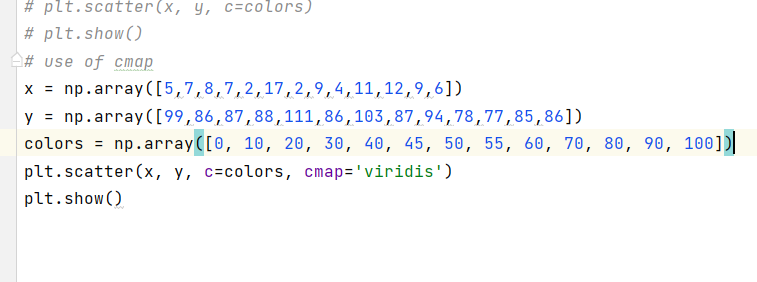 # plt.scatter(x, y, c=colors)
# plt.show()
# use of cmap
x = np.array([5,7,8,7,2,17,2,9,4,11,12,9,6])
y = np.array([99,86,87,88,111,86,103,87,94,78,77,85,86])
colors = np.array([0, 10, 20, 30, 40, 45, 50, 55, 60, 70, 80, 90, 100])
plt.scatter(x, y, c=colors, cmap='viridis')
plt.show()